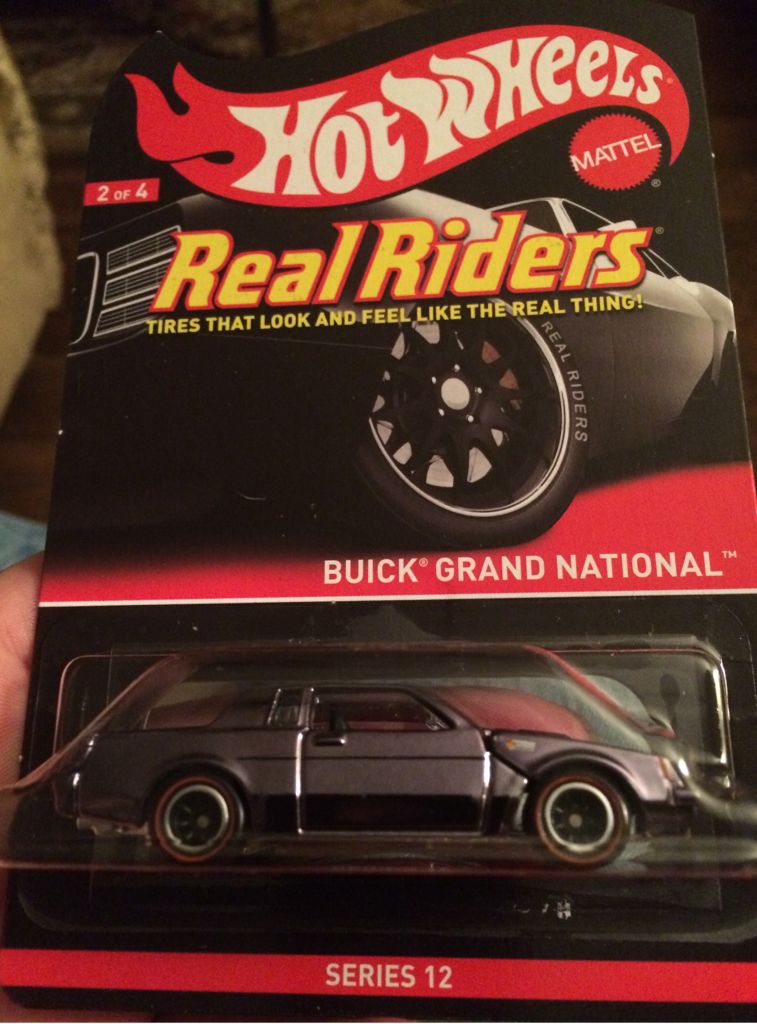 HOT WHEELS®
MATTEL®
2 OF 4
Real Riders®
TIRES THAT LOOK AND FEEL LIKE THE REAL THING!
REAL RIDERS
BUICK® GRAND NATIONAL™
SERIES 12